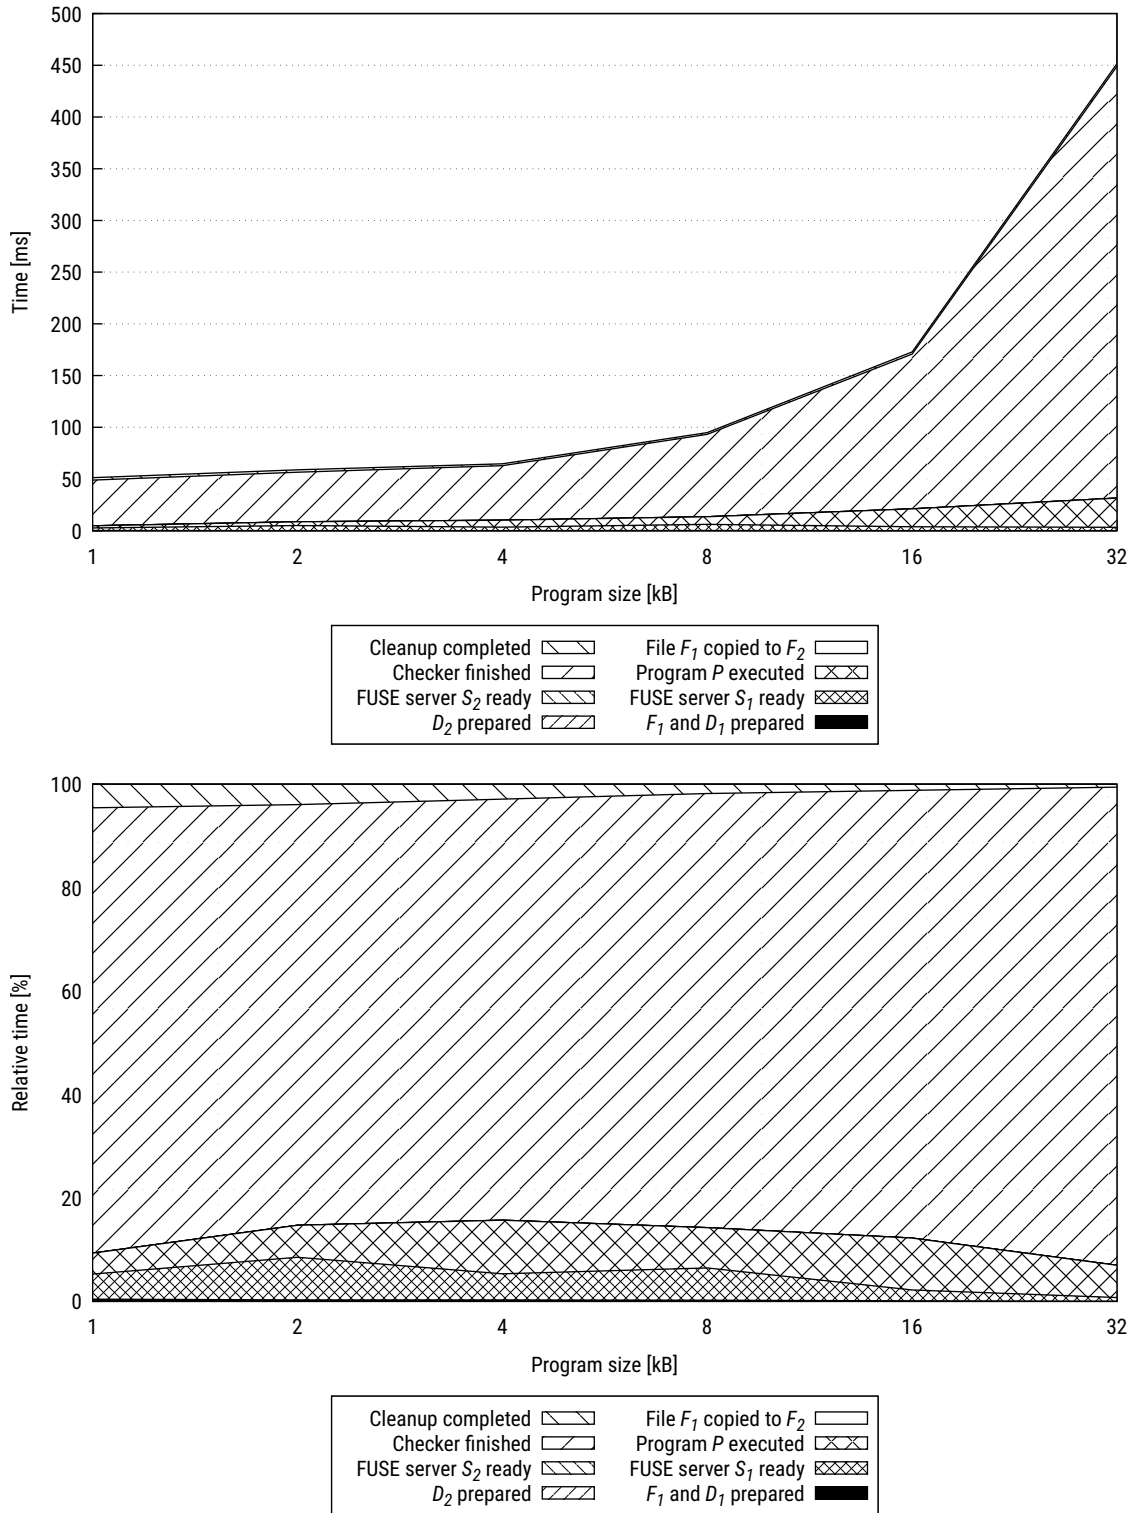 500
450
400
350
300
250
200
150
100
50
0
Time [ms]
1 2 4 8 16 32
Program size [kB]
Cleanup completed File F1 copied to F2
Checker finished Program P executed
FUSE server S2 ready FUSE server S1 ready
D2 prepared F1 and D1 prepared
100
80
60
40
20
0
Relative time [%]
1 2 4 8 16 32
Program size [kB]
Cleanup completed File F1 copied to F2
Checker finished Program P executed
FUSE server S2 ready FUSE server S1 ready
D2 prepared F1 and D1 prepared